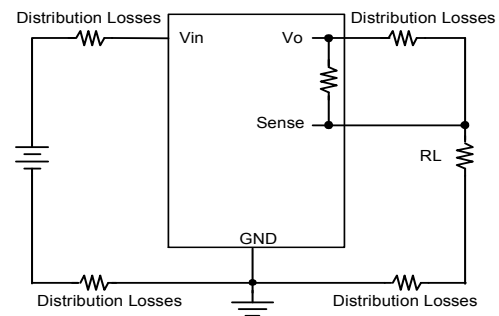 Distribution Losses
Distribution Losses
Vin
Vo
Sense
RL
GND
Distribution Losses
Distribution Losses